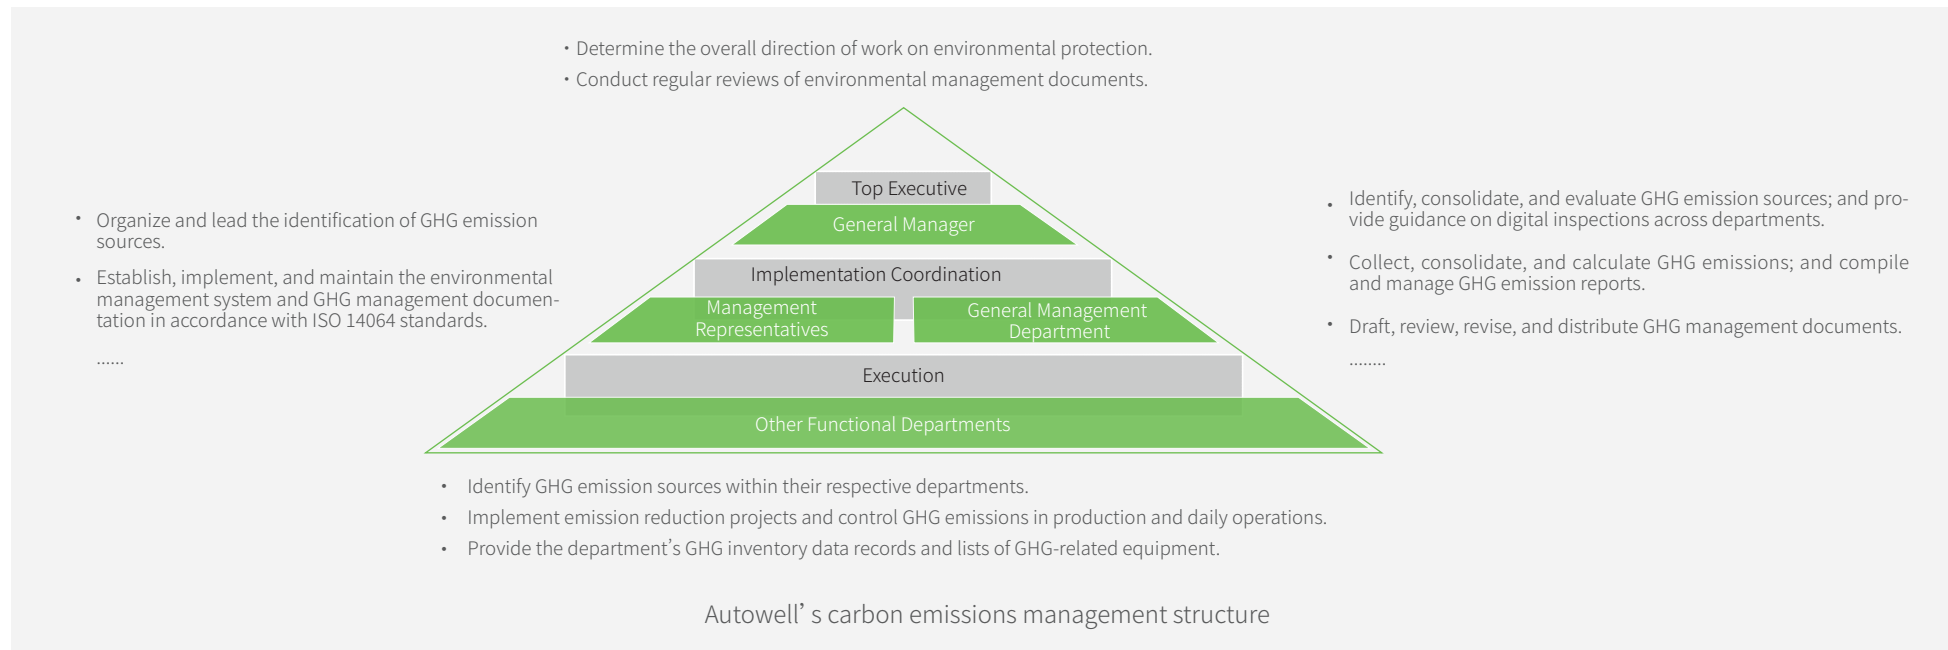 ・Determine the overall direction of work on environmental protection.
・Conduct regular reviews of environmental management documents.
Top Executive
General Manager
Implementation Coordination
Management
Representatives
General Management
Department
Execution
Other Functional Departments
• Organize and lead the identification of GHG emission
sources.
• Establish, implement, and maintain the environmental
management system and GHG management documen-
tation in accordance with ISO 14064 standards.
......
• Identify, consolidate, and evaluate GHG emission sources; and pro-
vide guidance on digital inspections across departments.
• Collect, consolidate, and calculate GHG emissions; and compile
and manage GHG emission reports.
• Draft, review, revise, and distribute GHG management documents.
........
• Identify GHG emission sources within their respective departments.
• Implement emission reduction projects and control GHG emissions in production and daily operations.
• Provide the department’s GHG inventory data records and lists of GHG-related equipment.
Autowell’ s carbon emissions management structure